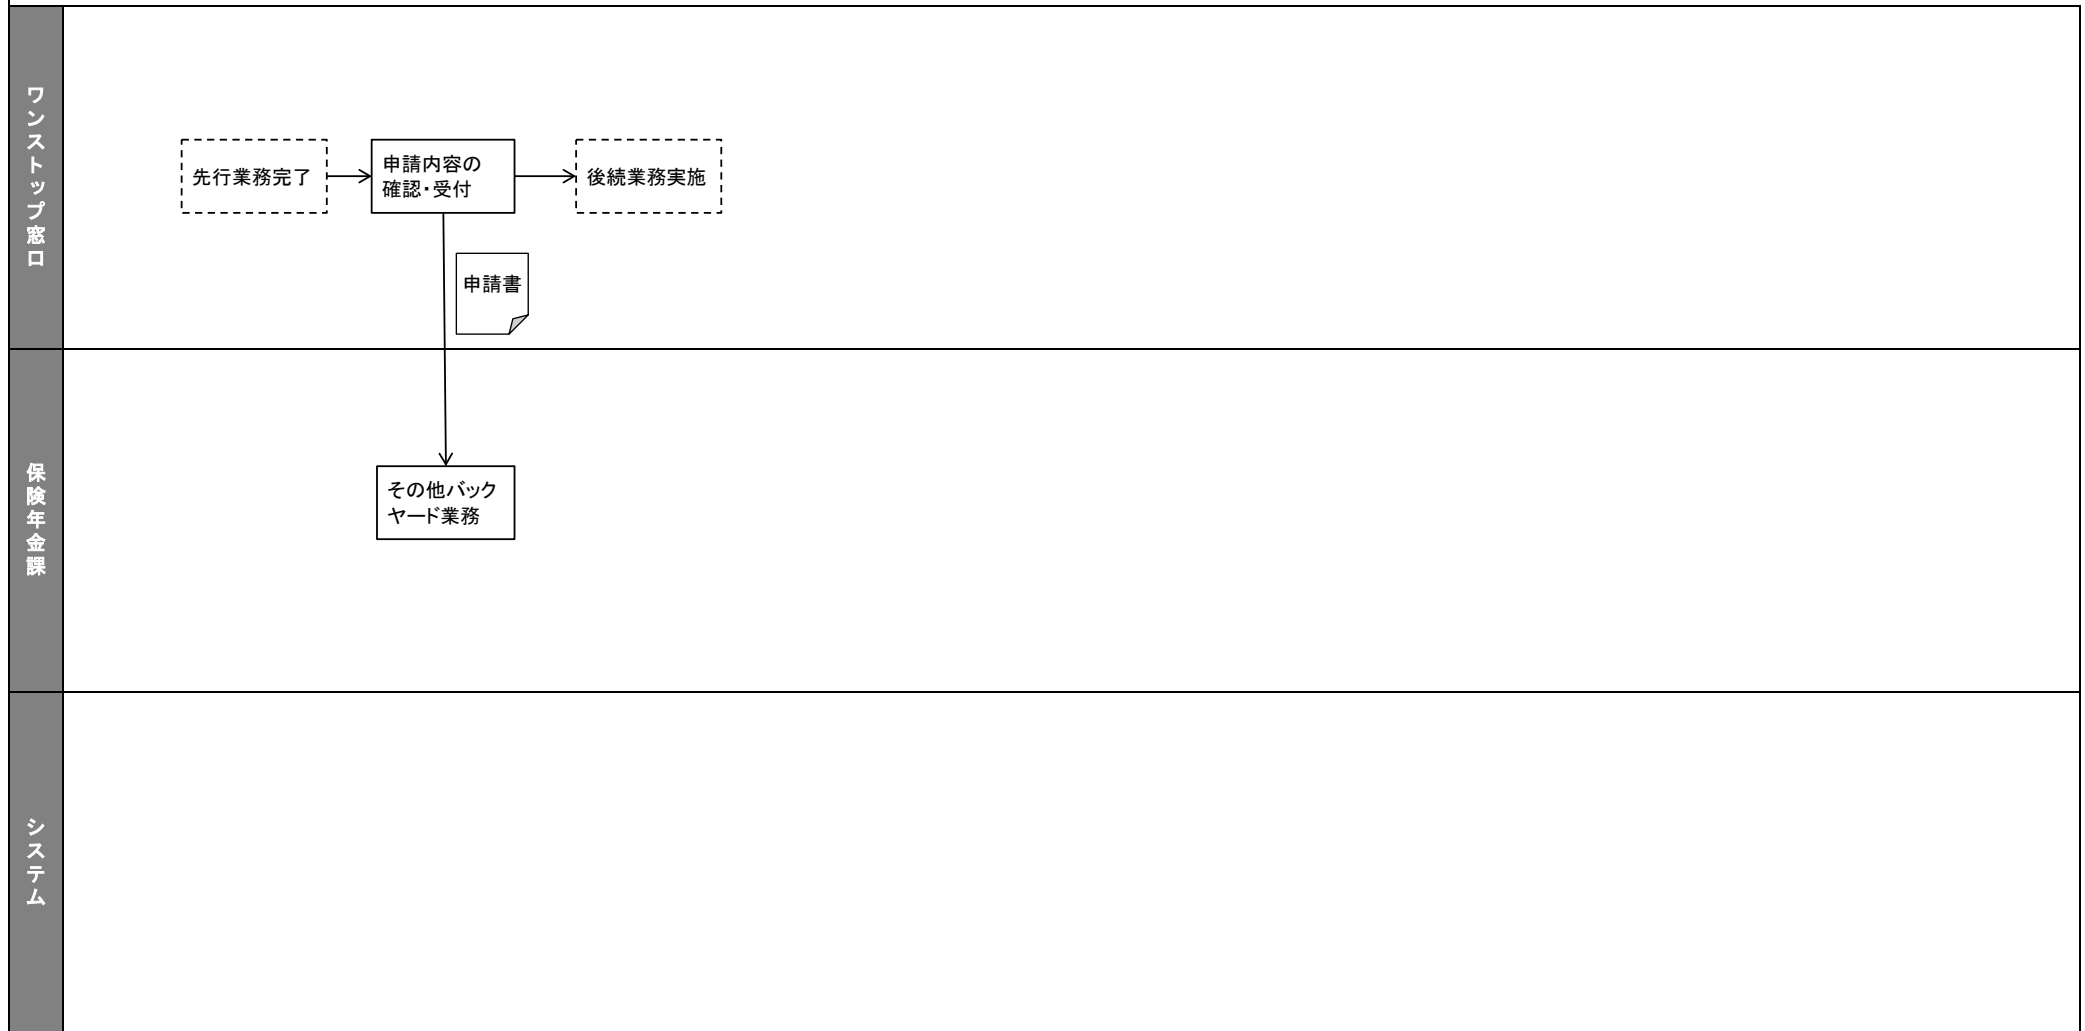 ワンストップ窓口
先行業務完了
申請内容の
確認・受付
後続業務実施
申請書
保険年金課
その他バック
ヤード業務
システム